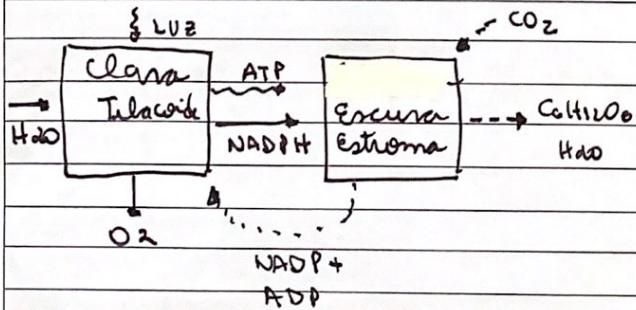 LUZ
CO2
Clara
Tilacoide
ATP
NADPH
Escura
Estroma
H2O
C6H12O6
H2O
O2
NADP+
ADP